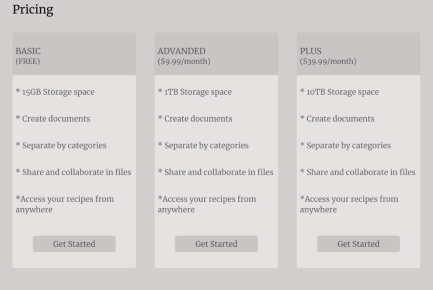 Pricing
BASIC
(FREE)
* 15GB Storage space
* Create documents
* Separate by categories
* Share and collaborate in files
*Access your recipes from
anywhere
Get Started
ADVANDED
($9.99/month)
* 1TB Storage space
* Create documents
* Separate by categories
* Share and collaborate in files
*Access your recipes from
anywhere
Get Started
PLUS
($39.99/month)
* 10TB Storage space
* Create documents
* Separate by categories
* Share and collaborate in files
*Access your recipes from
anywhere
Get Started